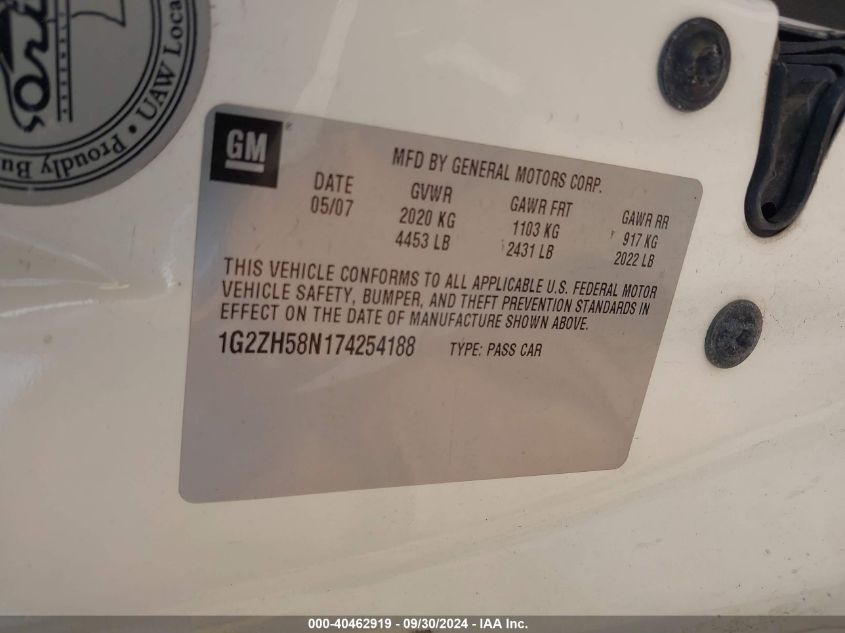 UAW Loca
Proudly Bu
GM
MFD BY GENERAL MOTORS CORP.
DATE GVWR GAWR FRT GAWR RR
05/07 2020 KG 1103 KG 917 KG
4453 LB 2431 LB 2022 LB
THIS VEHICLE CONFORMS TO ALL APPLICABLE U.S. FEDERAL MOTOR
VEHICLE SAFETY, BUMPER, AND THEFT PREVENTION STANDARDS IN
EFFECT ON THE DATE OF MANUFACTURE SHOWN ABOVE.
1G2ZH58N174254188 TYPE: PASS CAR
000-40462919 - 09/30/2024 - IAA Inc.